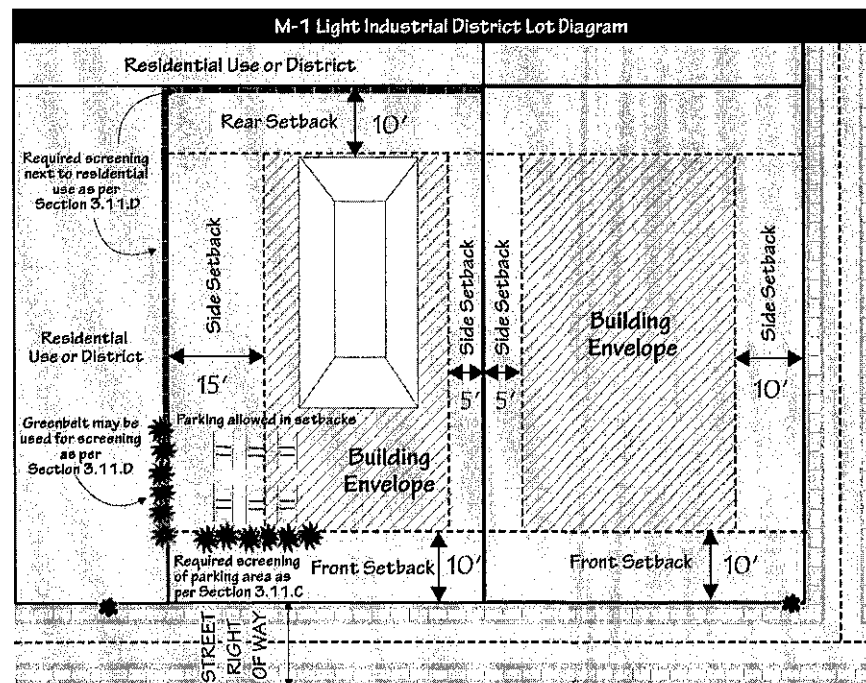 M-1 Light Industrial District Lot Diagram
Residential Use or District
Rear Setback
10'
Required screening
next to residential
use as per
Section 3.11.D
Side Setback
Side Setback
Side Setback
Side Setback
Building
Envelope
Residential
Use or District
15'
5'
5'
10'
Greenbelt may be
used for screening
as per
Section 3.11.D
Parking allowed in setbacks
Building
Envelope
Required screening
of parking area as
per Section 3.11.C
Front Setback
10'
Front Setback
10'
STREET
RIGHT
OF WAY